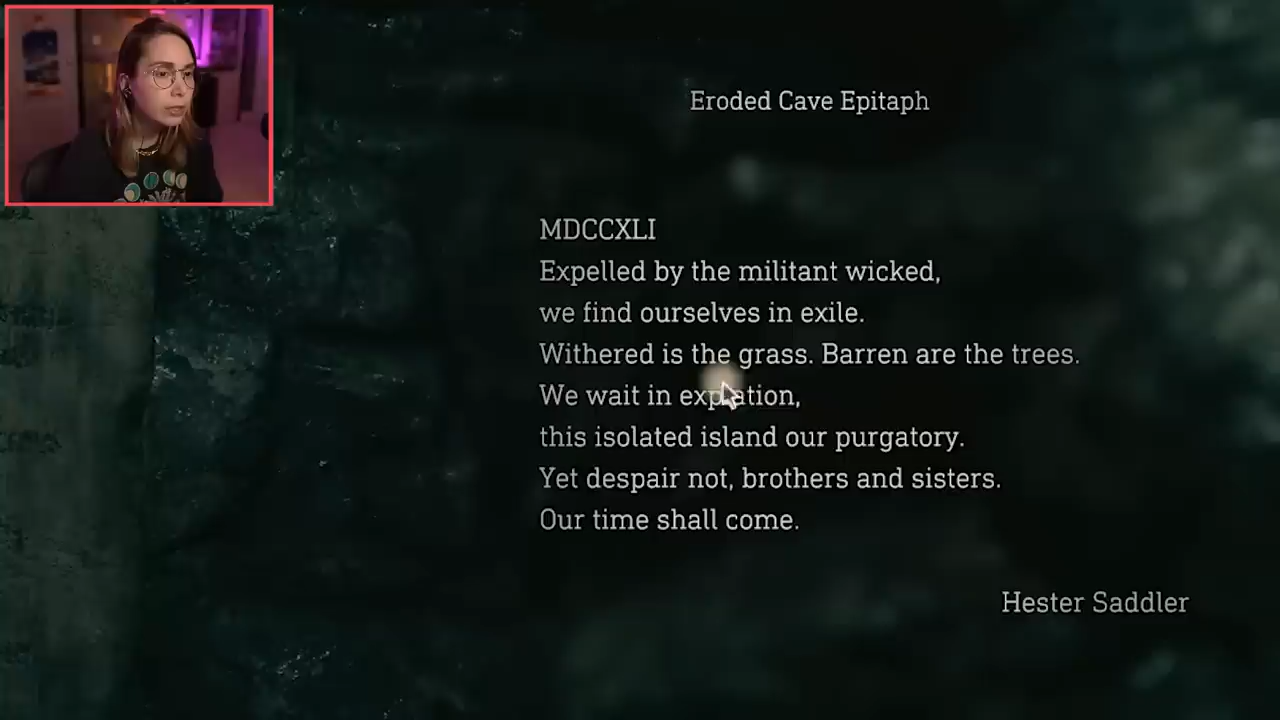 Eroded Cave Epitaph
MDCCXLI
Expelled by the militant wicked,
we find ourselves in exile.
Withered is the grass. Barren are the trees.
We wait in expiation,
this isolated island our purgatory.
Yet despair not, brothers and sisters.
Our time shall come.
Hester Saddler